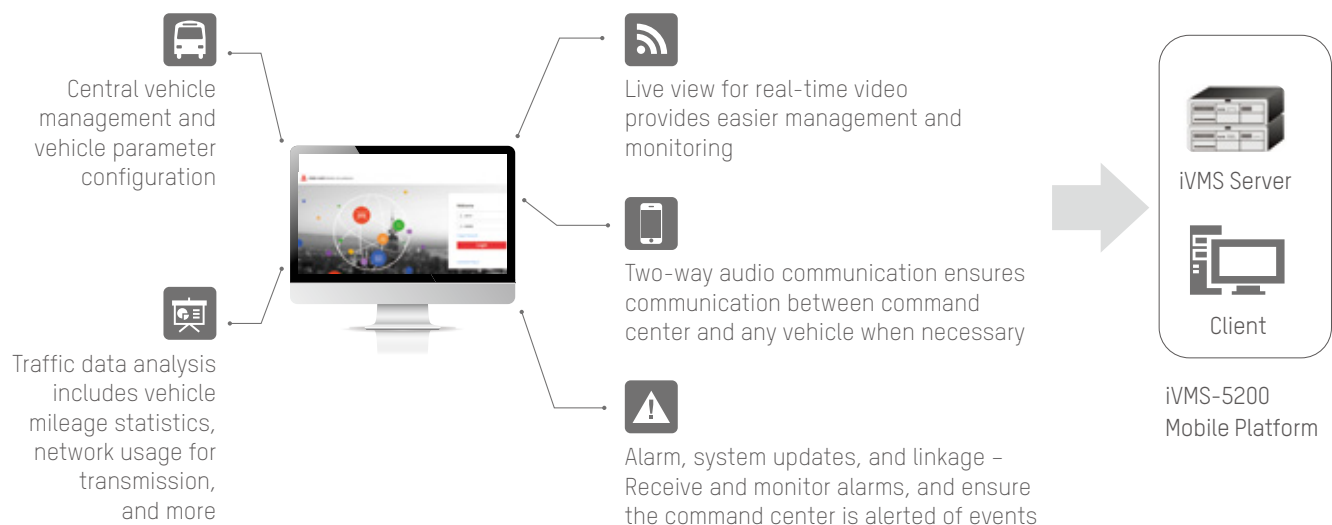 Central vehicle
management and
vehicle parameter
configuration
Traffic data analysis
includes vehicle
mileage statistics,
network usage for
transmission,
and more
Live view for real-time video
provides easier management and
monitoring
Two-way audio communication ensures
communication between command
center and any vehicle when necessary
Alarm, system updates, and linkage –
Receive and monitor alarms, and ensure
the command center is alerted of events
iVMS Server
Client
iVMS-5200
Mobile Platform